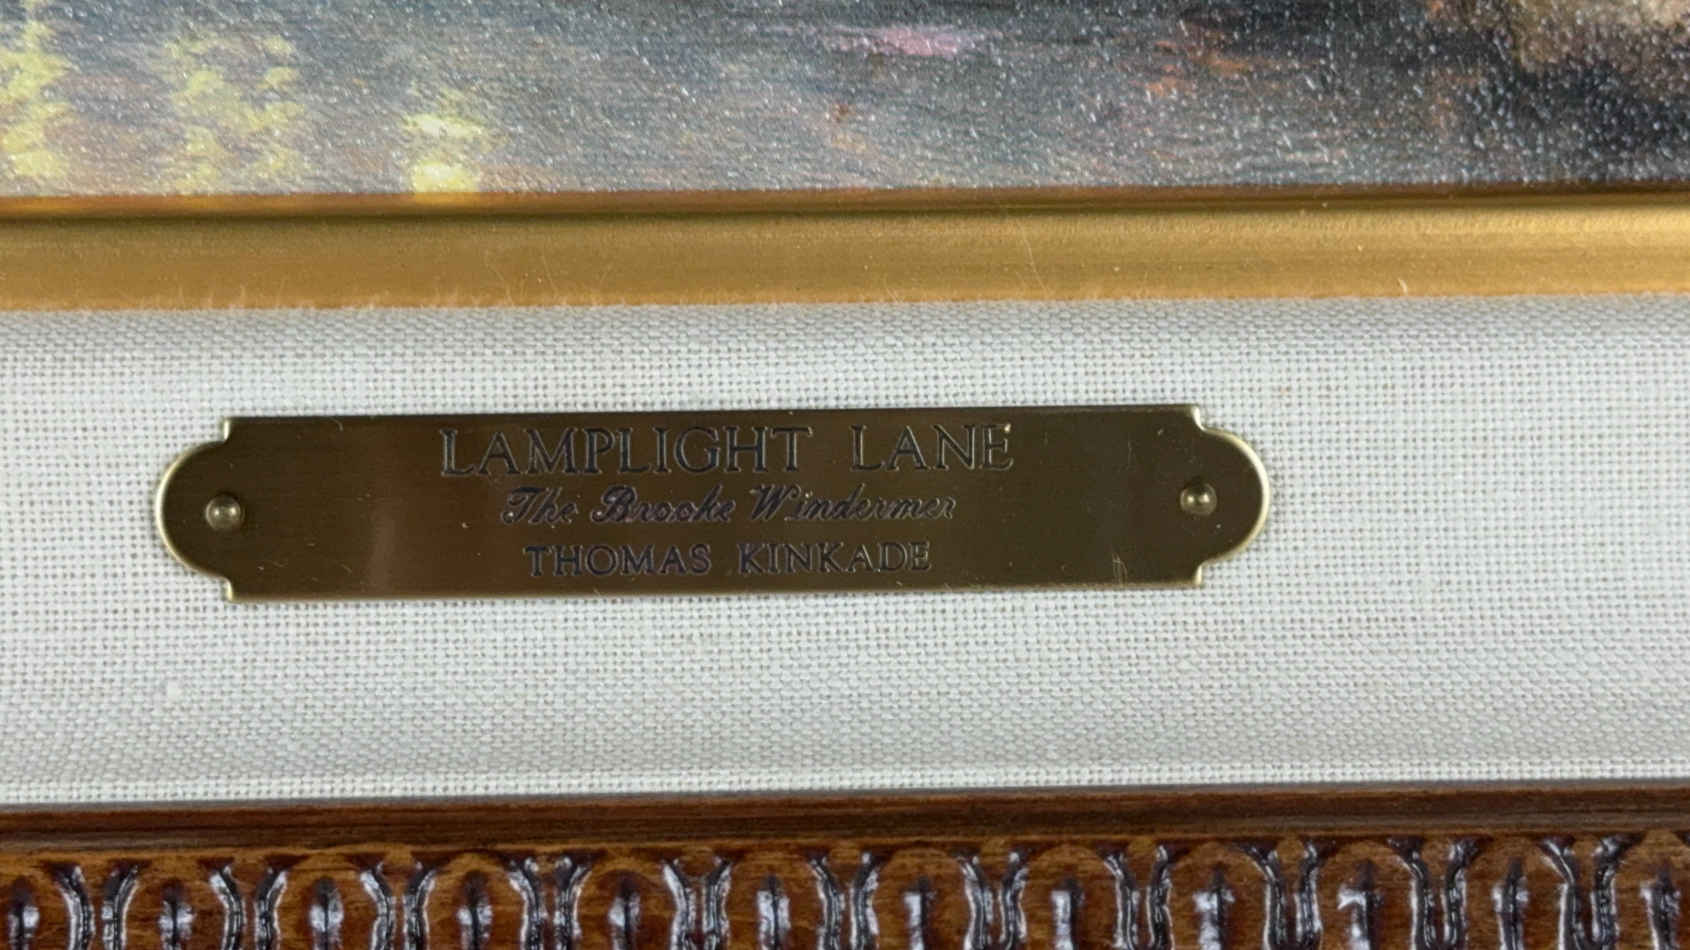 LAMPLIGHT LANE
The Brooke Windermer
THOMAS KINKADE